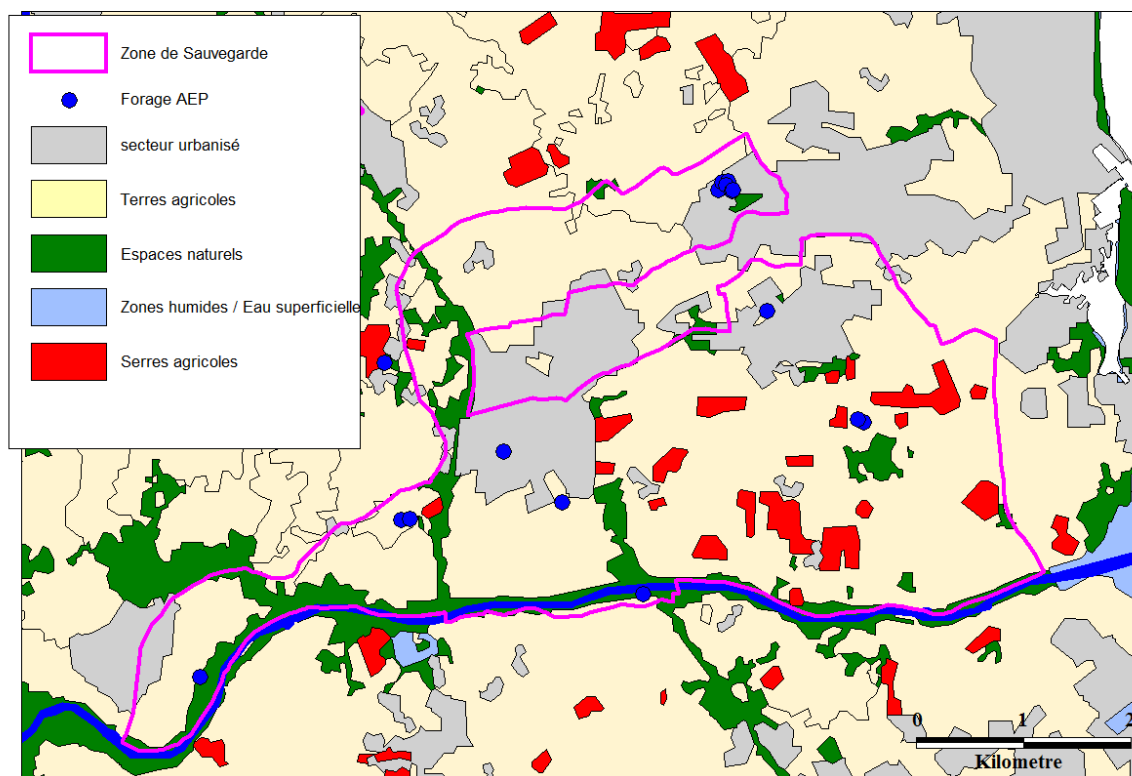 Zone de Sauvegarde
Forage AEP
secteur urbanisé
Terres agricoles
Espaces naturels
Zones humides / Eau superficielle
Serres agricoles
0 1 2
Kilometre